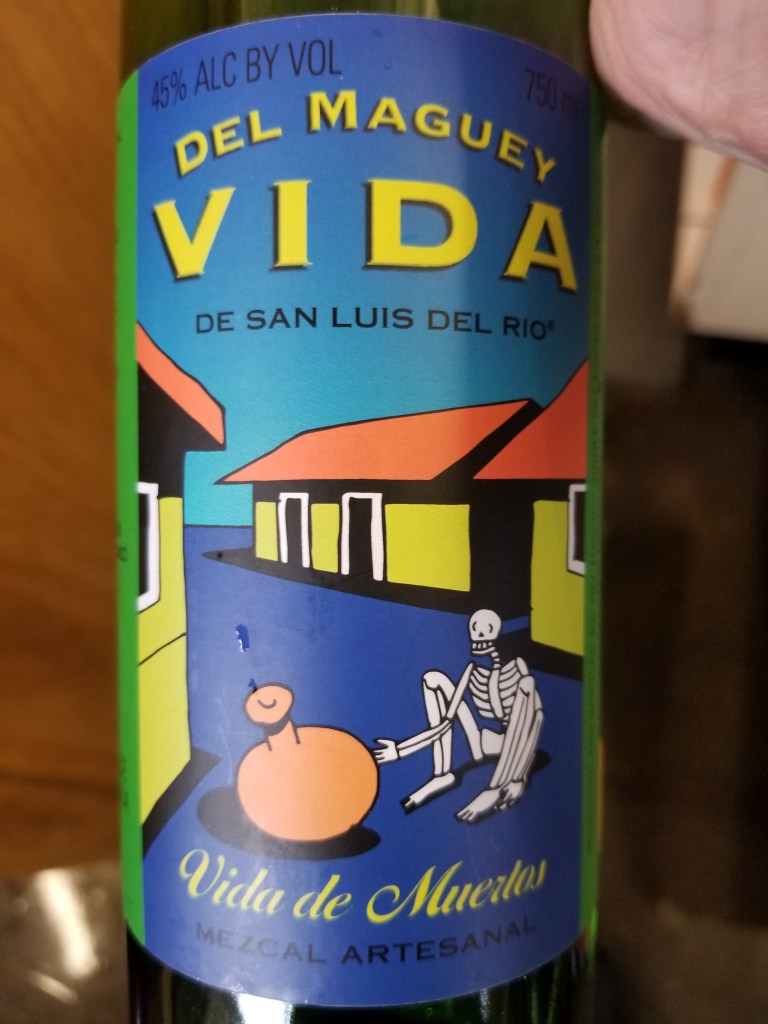 45% ALC BY VOL
750 ml
DEL MAGUEY
VIDA
DE SAN LUIS DEL RIO®
Vida de Muertos
MEZCAL ARTESANAL